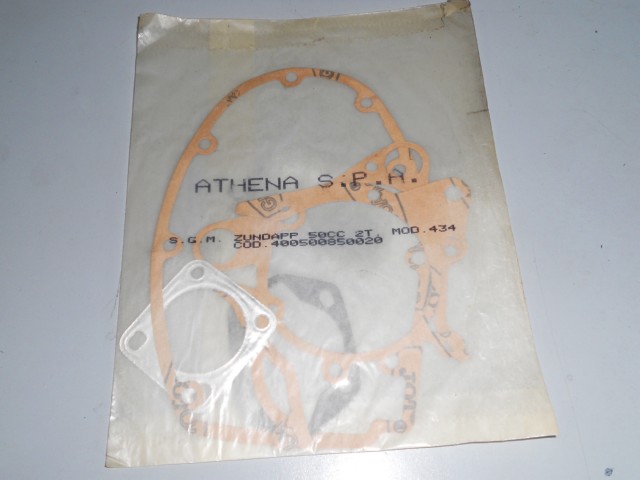 ATHENA S.P.A.
S.G.M. ZUNDAPP 50CC 2T. MOD.434
COD.400500850020